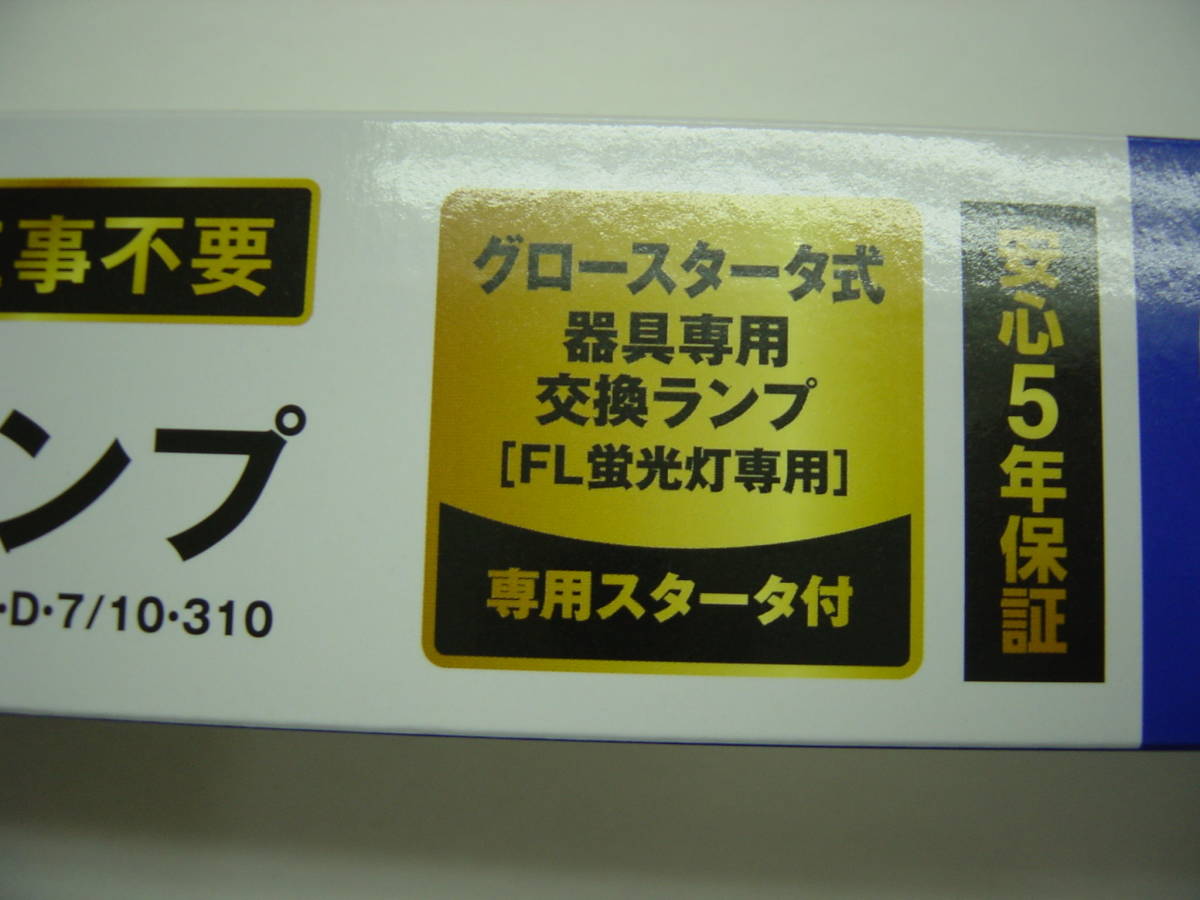 事不要
ンプ
・D・7/10・310
グロースタータ式
器具専用
交換ランプ
[FL蛍光灯専用]
専用スタータ付
安心5年保証